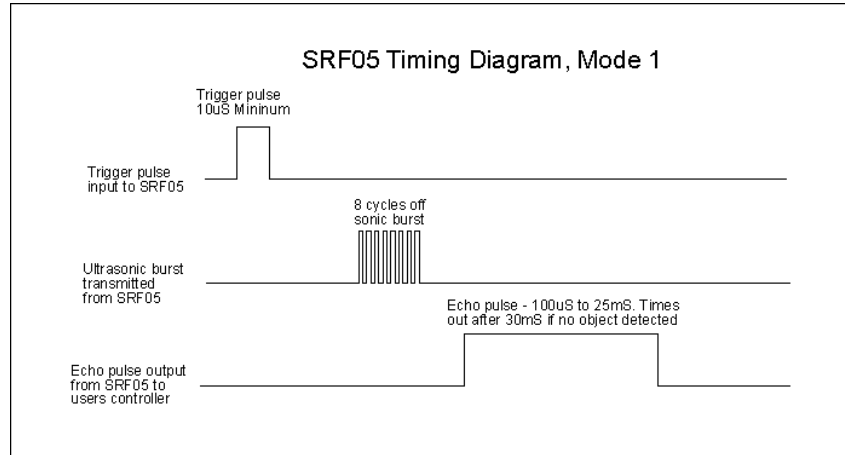 SRF05 Timing Diagram, Mode 1
Trigger pulse
10uS Mininum
Trigger pulse
input to SRF05
8 cycles off
sonic burst
Ultrasonic burst
transmitted
from SRF05
Echo pulse - 100uS to 25mS. Times
out after 30mS if no object detected
Echo pulse output
from SRF05 to
users controller